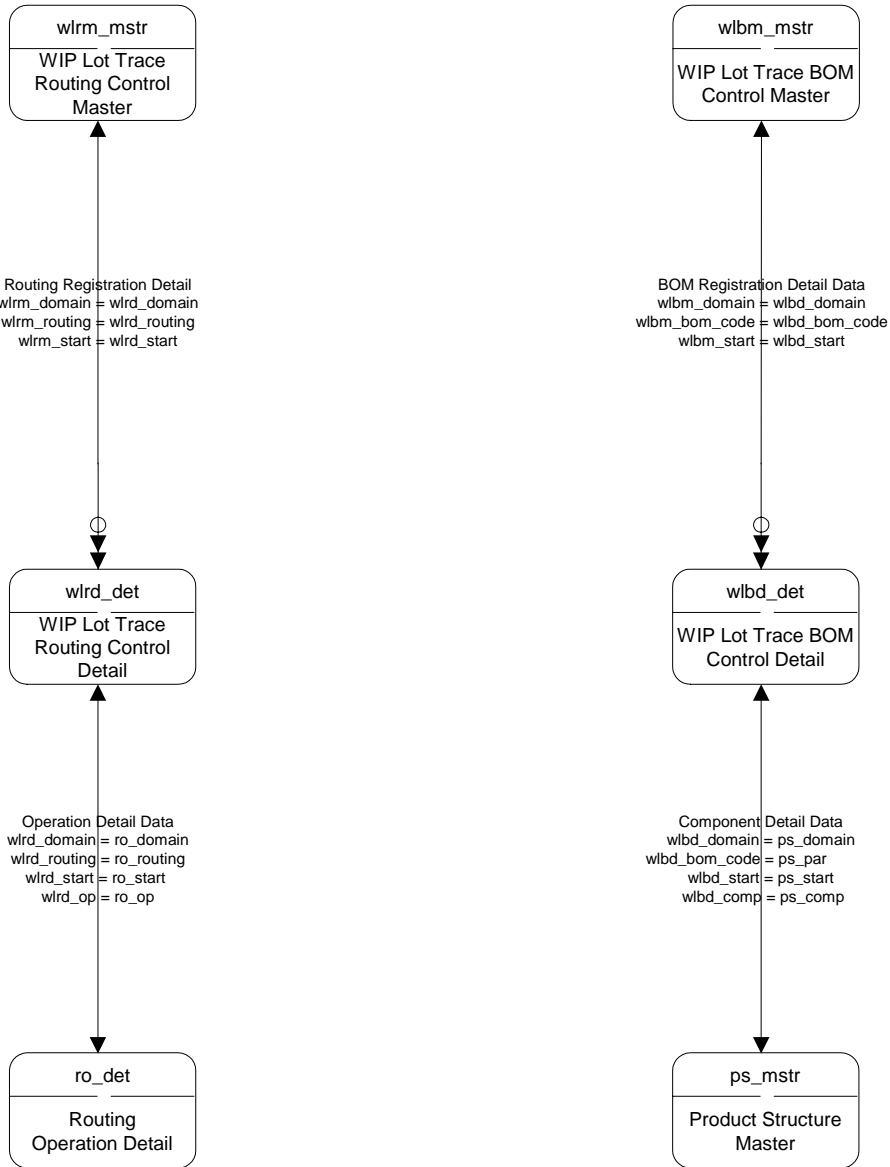 wlrm_mstr
WIP Lot Trace
Routing Control
Master
wlbm_mstr
WIP Lot Trace BOM
Control Master
Routing Registration Detail
wlrm_domain = wlrd_domain
wlrm_routing = wlrd_routing
wlrm_start = wlrd_start
BOM Registration Detail Data
wlbm_domain = wlbd_domain
wlbm_bom_code = wlbd_bom_code
wlbm_start = wlbd_start
wlrd_det
WIP Lot Trace
Routing Control
Detail
wlbd_det
WIP Lot Trace BOM
Control Detail
Operation Detail Data
wlrd_domain = ro_domain
wlrd_routing = ro_routing
wlrd_start = ro_start
wlrd_op = ro_op
Component Detail Data
wlbd_domain = ps_domain
wlbd_bom_code = ps_par
wlbd_start = ps_start
wlbd_comp = ps_comp
ro_det
Routing
Operation Detail
ps_mstr
Product Structure
Master